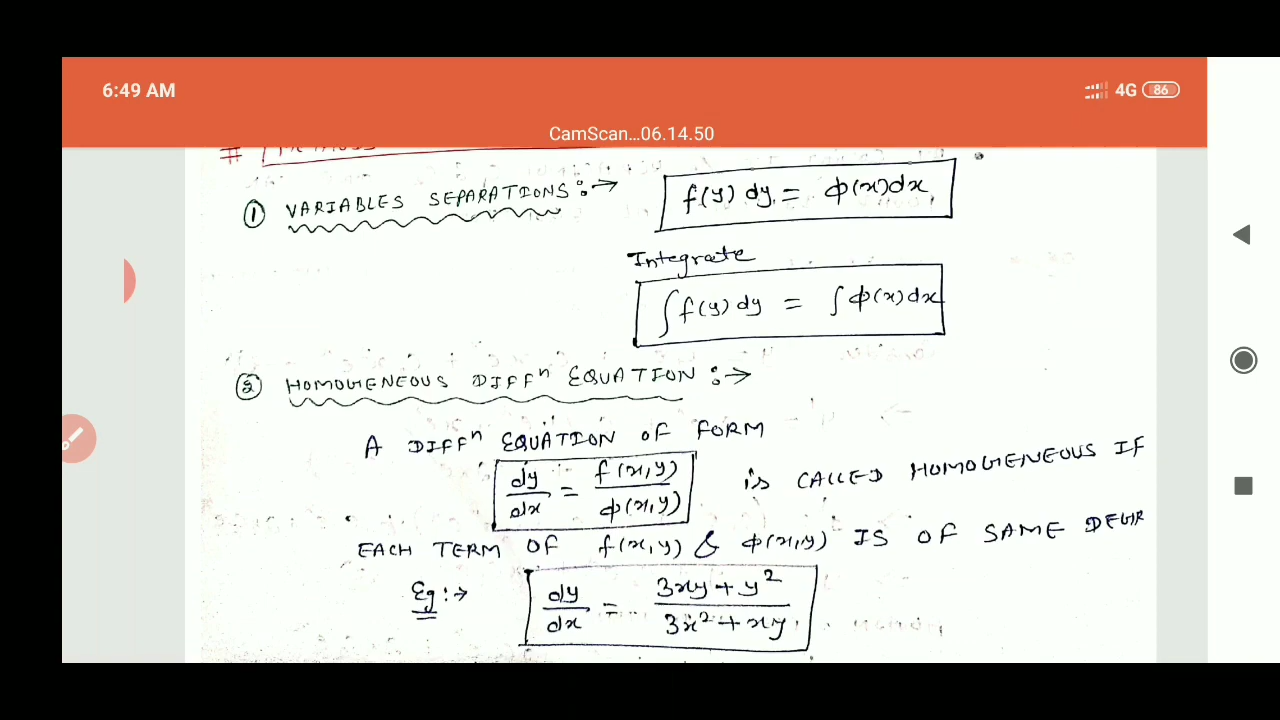 6:49 AM
4G 86
CamScan...06.14.50
#
① VARIABLES SEPARATIONS :→ f(y) dy = φ(x)dx
Integrate
∫f(y) dy = ∫φ(x)dx
② HOMOGENEOUS DIFFⁿ EQUATION :→
A DIFFⁿ EQUATION OF FORM
dy/dx = f(x,y)/φ(x,y) is CALLED HOMOGENEOUS IF
EACH TERM OF f(x,y) & φ(x,y) IS OF SAME DEGR
Eg :→ dy/dx = 3xy + y²/3x² + xy